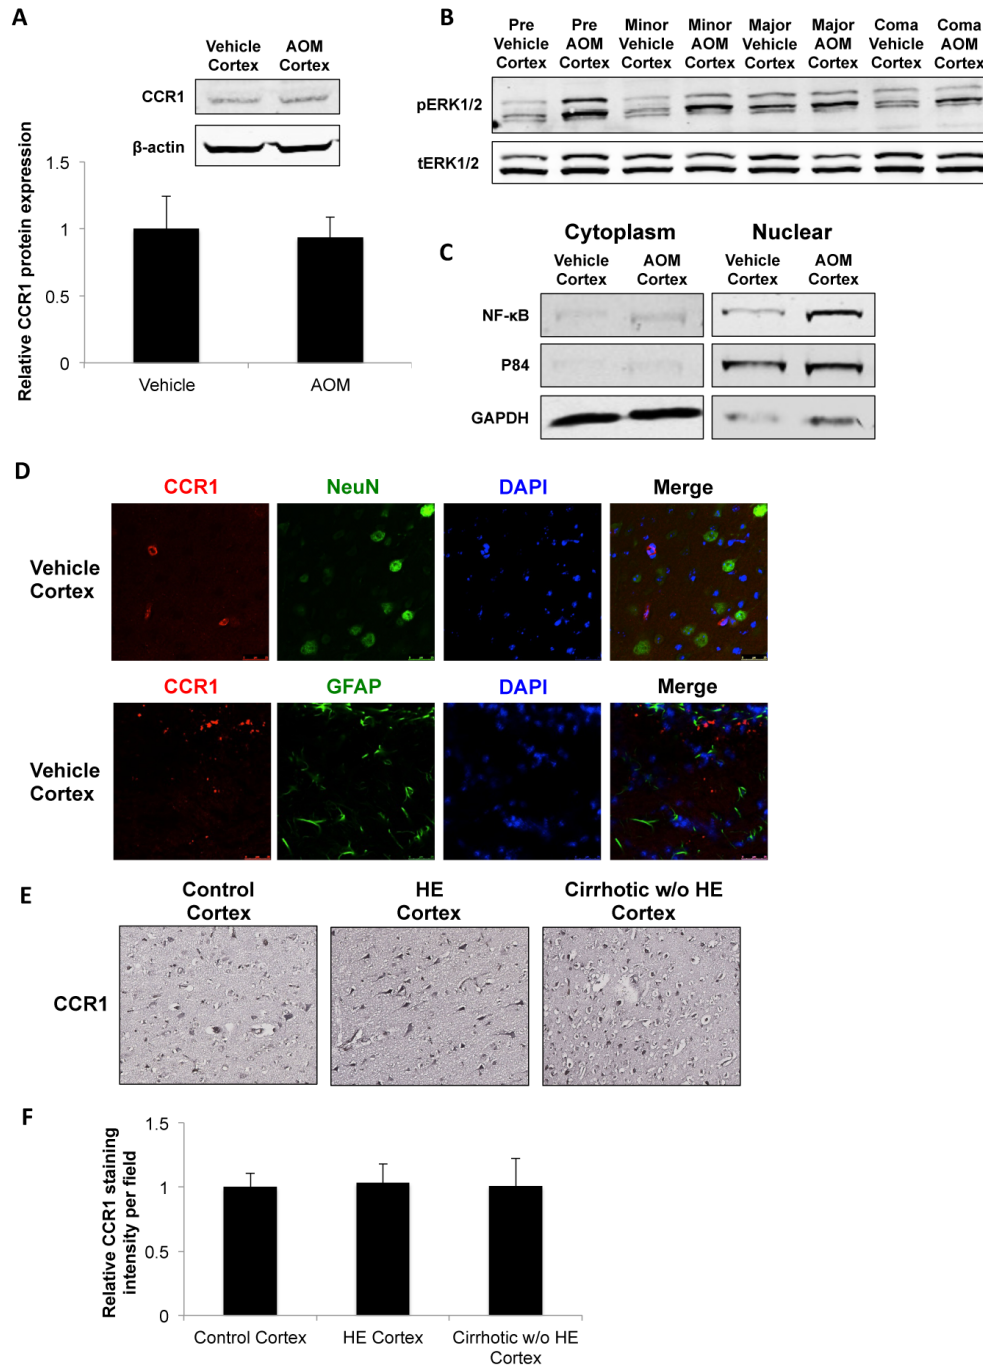 A
Vehicle Cortex
AOM Cortex
CCR1
β-actin
Relative CCR1 protein expression
1.5
1
0.5
0
Vehicle
AOM
B
Pre Vehicle Cortex
Pre AOM Cortex
Minor Vehicle Cortex
Minor AOM Cortex
Major Vehicle Cortex
Major AOM Cortex
Coma Vehicle Cortex
Coma AOM Cortex
pERK1/2
tERK1/2
C
Cytoplasm
Nuclear
Vehicle Cortex
AOM Cortex
Vehicle Cortex
AOM Cortex
NF-κB
P84
GAPDH
D
CCR1
NeuN
DAPI
Merge
Vehicle Cortex
CCR1
GFAP
DAPI
Merge
Vehicle Cortex
E
Control Cortex
HE Cortex
Cirrhotic w/o HE Cortex
CCR1
F
Relative CCR1 staining intensity per field
1.5
1
0.5
0
Control Cortex
HE Cortex
Cirrhotic w/o HE Cortex